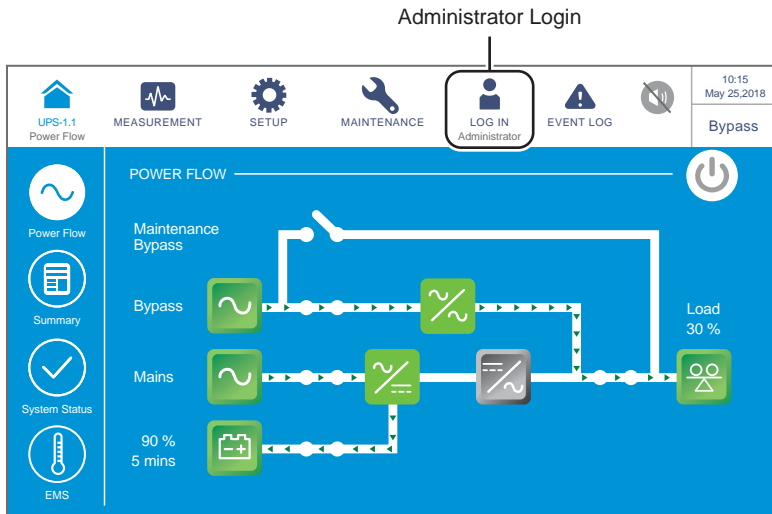 Administrator Login
UPS-1.1
Power Flow
MEASUREMENT
SETUP
MAINTENANCE
LOG IN
Administrator
EVENT LOG
10:15
May 25,2018
Bypass
Power Flow
Summary
System Status
EMS
POWER FLOW
Maintenance
Bypass
Bypass
Mains
90 %
5 mins
Load
30 %